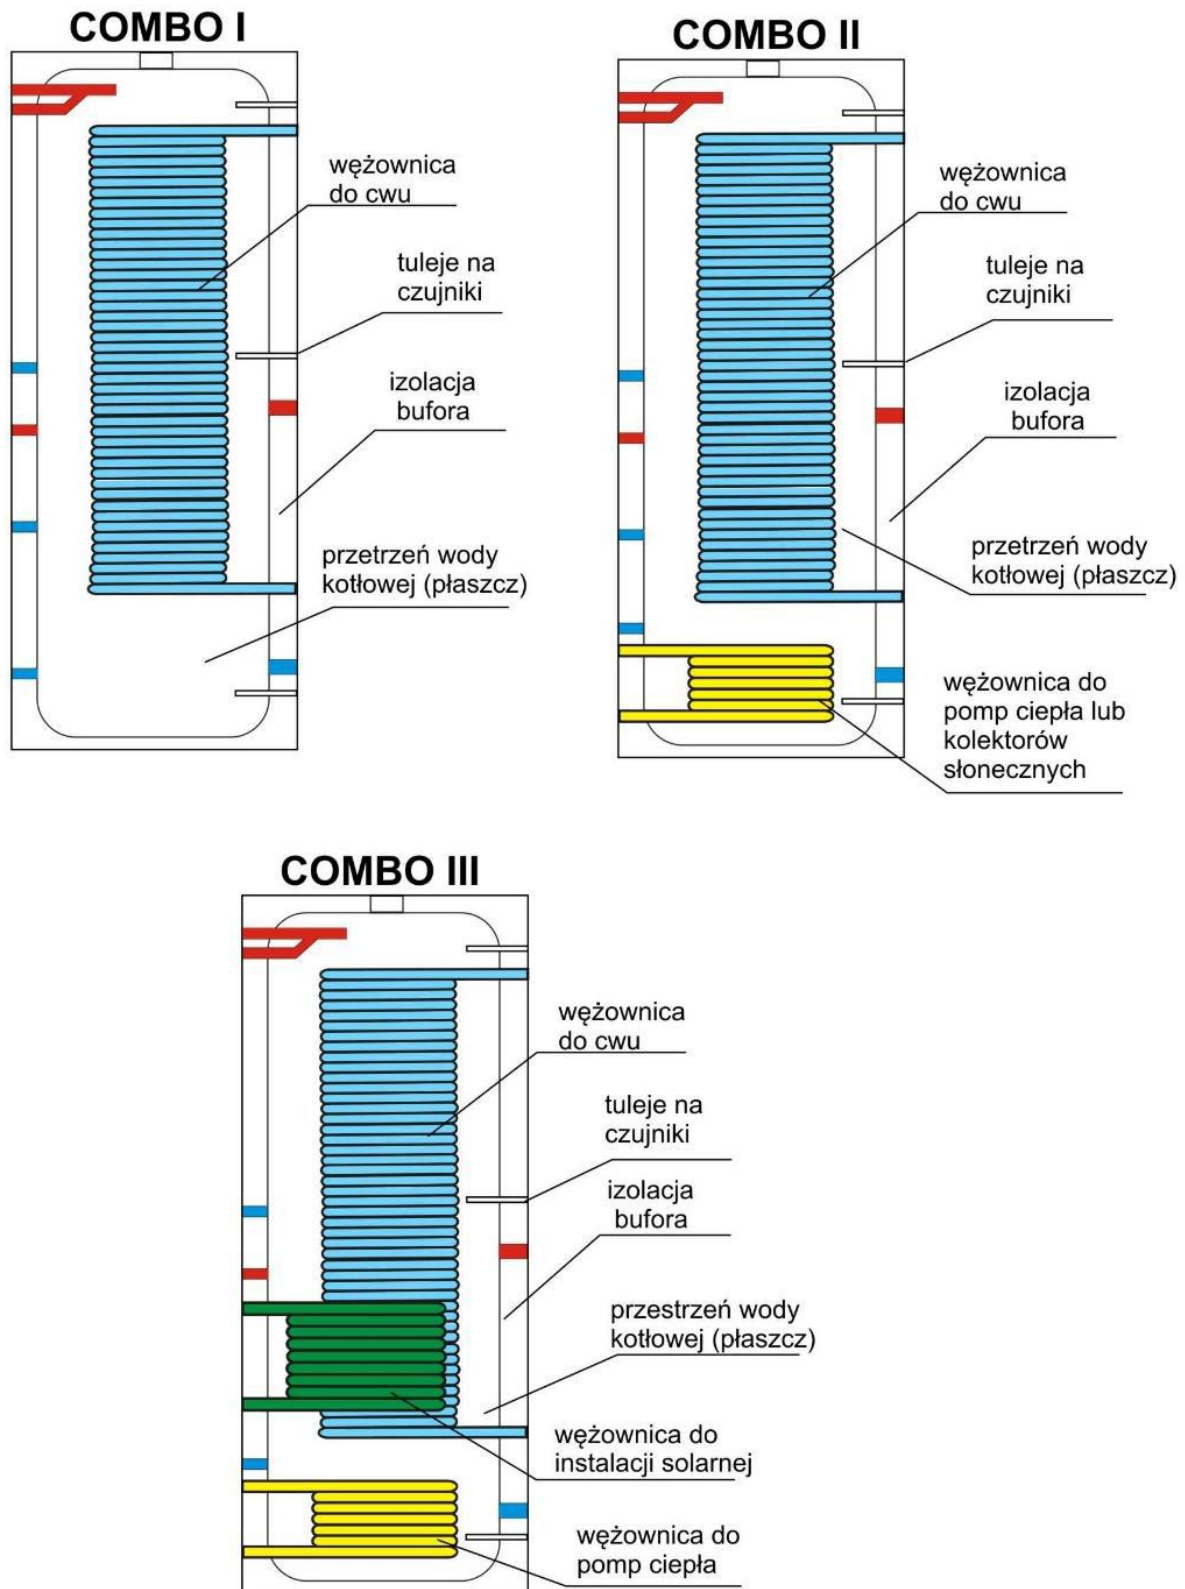 COMBO I
wężownica
do cwu
tuleje na
czujniki
izolacja
bufora
przetrzeń wody
kotłowej (płaszcz)
COMBO II
wężownica
do cwu
tuleje na
czujniki
izolacja
bufora
przetrzeń wody
kotłowej (płaszcz)
wężownica do
pomp ciepła lub
kolektorów
słonecznych
COMBO III
wężownica
do cwu
tuleje na
czujniki
izolacja
bufora
przestrzeń wody
kotłowej (płaszcz)
wężownica do
instalacji solarnej
wężownica do
pomp ciepła